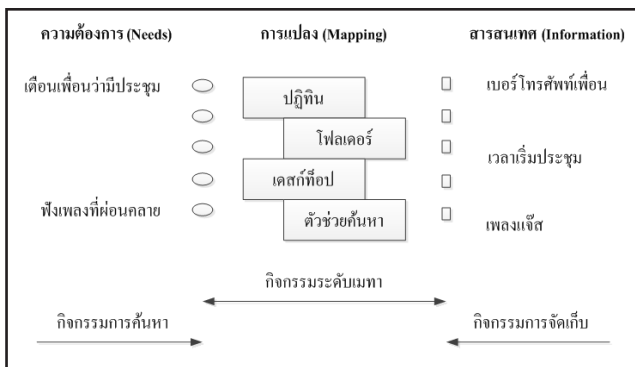 ความต้องการ (Needs)
การแปลง (Mapping)
สารสนเทศ (Information)
เตือนเพื่อนว่ามีประชุม
ปฏิทิน
เบอร์โทรศัพท์เพื่อน
โฟลเดอร์
เวลาเริ่มประชุม
เดสก์ท็อป
ฟังเพลงที่ผ่อนคลาย
ตัวช่วยค้นหา
เพลงแจ๊ส
กิจกรรมระดับเมทา
กิจกรรมการค้นหา
กิจกรรมการจัดเก็บ